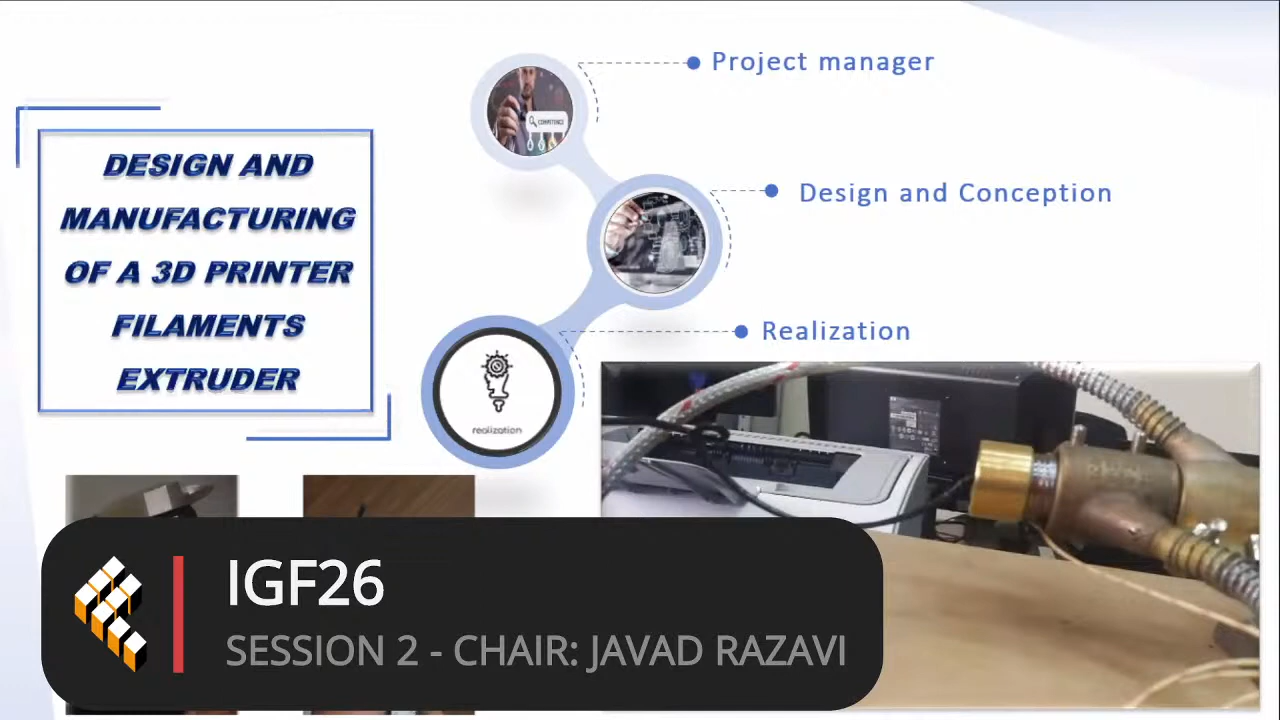 Project manager
COMPETENCE
DESIGN AND
MANUFACTURING
OF A 3D PRINTER
FILAMENTS
EXTRUDER
Design and Conception
Realization
realization
IGF26
SESSION 2 - CHAIR: JAVAD RAZAVI